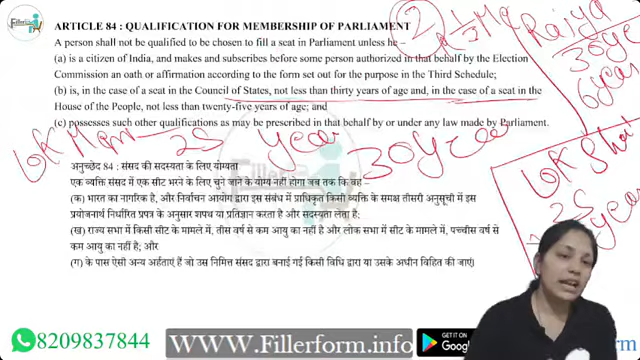 ARTICLE 84 : QUALIFICATION FOR MEMBERSHIP OF PARLIAMENT
A person shall not be qualified to be chosen to fill a seat in Parliament unless he –
(a) is a citizen of India, and makes and subscribes before some person authorized in that behalf by the Election
Commission an oath or affirmation according to the form set out for the purpose in the Third Schedule;
(b) is, in the case of a seat in the Council of States, not less than thirty years of age and, in the case of a seat in the
House of the People, not less than twenty-five years of age; and
(c) possesses such other qualifications as may be prescribed in that behalf by or under any law made by Parliament.
अनुच्छेद 84 : संसद की सदस्यता के लिए योग्यता
एक व्यक्ति संसद में एक सीट भरने के लिए चुने जाने के योग्य नहीं होगा जब तक कि वह -
(क) भारत का नागरिक है, और निर्वाचन आयोग द्वारा इस संबंध में प्राधिकृत किसी व्यक्ति के समक्ष तीसरी अनुसूची में इस
प्रयोजनार्थ निर्धारित प्रपत्र के अनुसार शपथ या प्रतिज्ञान करता है और सदस्यता लेता है;
(ख) राज्य सभा में किसी सीट के मामले में, तीस वर्ष से कम आयु का नहीं है और लोक सभा में सीट के मामले में, पच्चीस वर्ष से
कम आयु का नहीं है; और
(ग) के पास ऐसी अन्य अर्हताएं हैं जो उस निमित्त संसद द्वारा बनाई गई किसी विधि द्वारा या उसके अधीन विहित की जाएं|
2
1/3
Rajya
30 year
6 year
LK Mem 25 year
30 year
LK Shat
25
year
8209837844
www.Fillerform.info
GET IT ON
Google